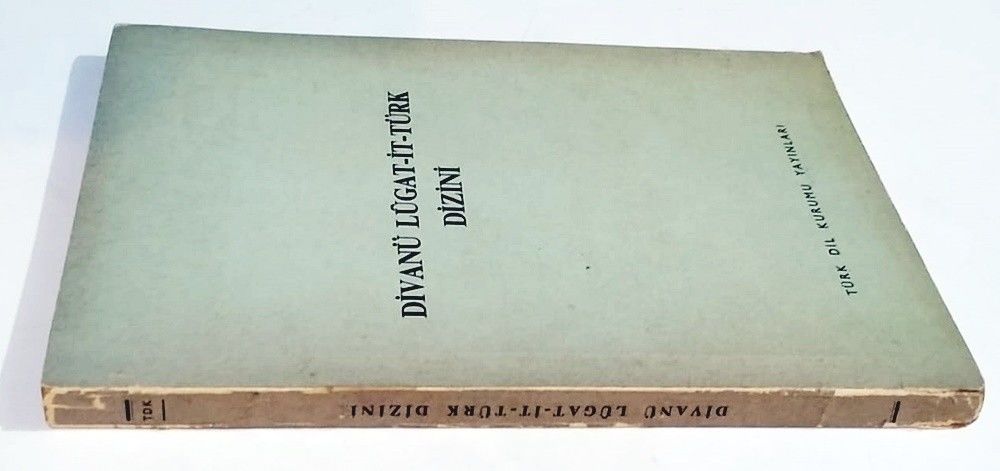 DİVANÜ LÛGAT-İT-TÜRK
DİZİNİ
TÜRK DİL KURUMU YAYINLARI
DİVANÜ LÛGAT-İT-TÜRK DİZİNİ
TDK